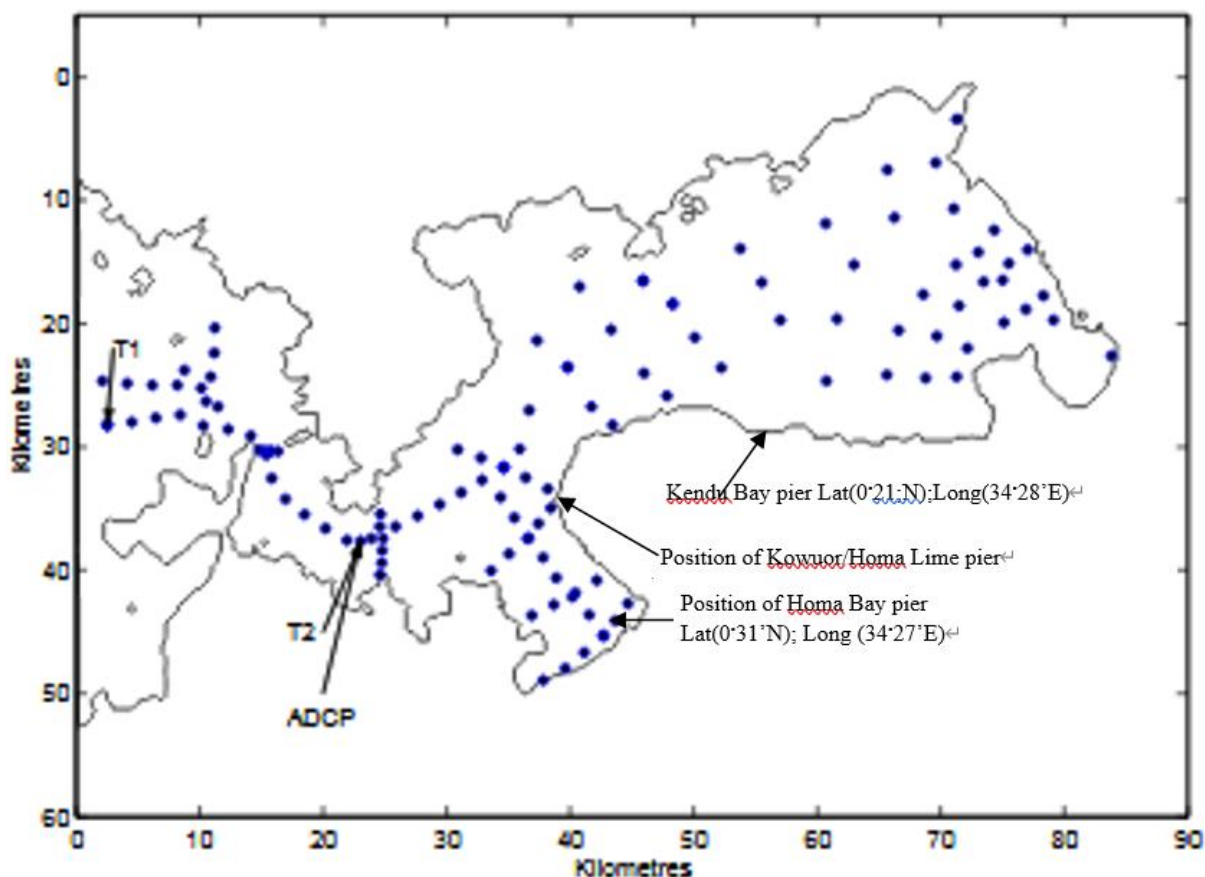 0
10
20
30
40
50
60
Kilometres
T1
T2
ADCP
Kendu Bay pier Lat(0˚21:N);Long(34˚28’E)↵
Position of Kowuor/Homa Lime pier↵
Position of Homa Bay pier
Lat(0˚31’N); Long (34˚27’E)↵
0 10 20 30 40 50 60 70 80 90
Kilometres